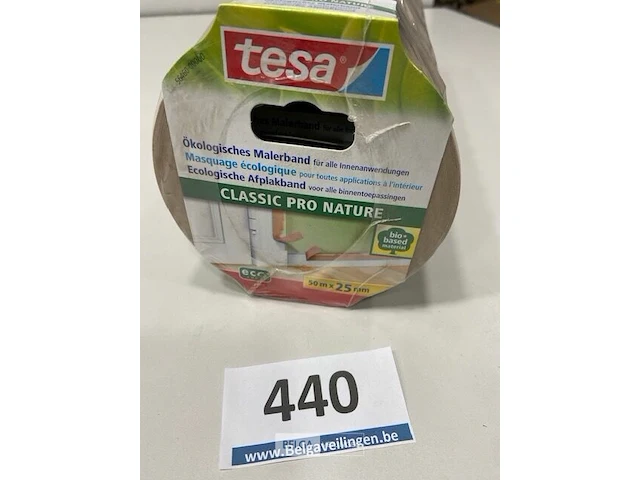 tesa
Ökologisches Malerband für alle Innenanwendungen
Masquage écologique pour toutes applications à l'intérieur
Ecologische Afplakband voor alle binnentoepassingen
CLASSIC PRO NATURE
bio-
based
material
eco
50 m x 25 mm
440
www.Belgaveilingen.be